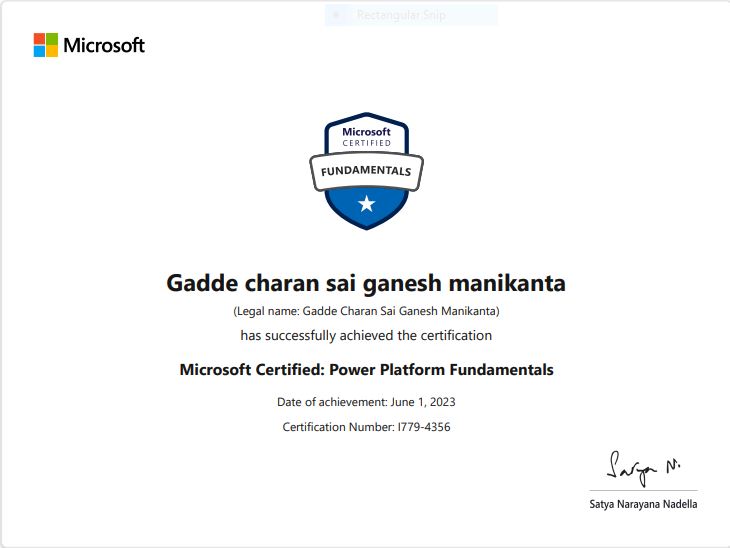 Rectangular Snip
Microsoft
Microsoft
CERTIFIED
FUNDAMENTALS
Gadde charan sai ganesh manikanta
(Legal name: Gadde Charan Sai Ganesh Manikanta)
has successfully achieved the certification
Microsoft Certified: Power Platform Fundamentals
Date of achievement: June 1, 2023
Certification Number: I779-4356
Satya N.
Satya Narayana Nadella